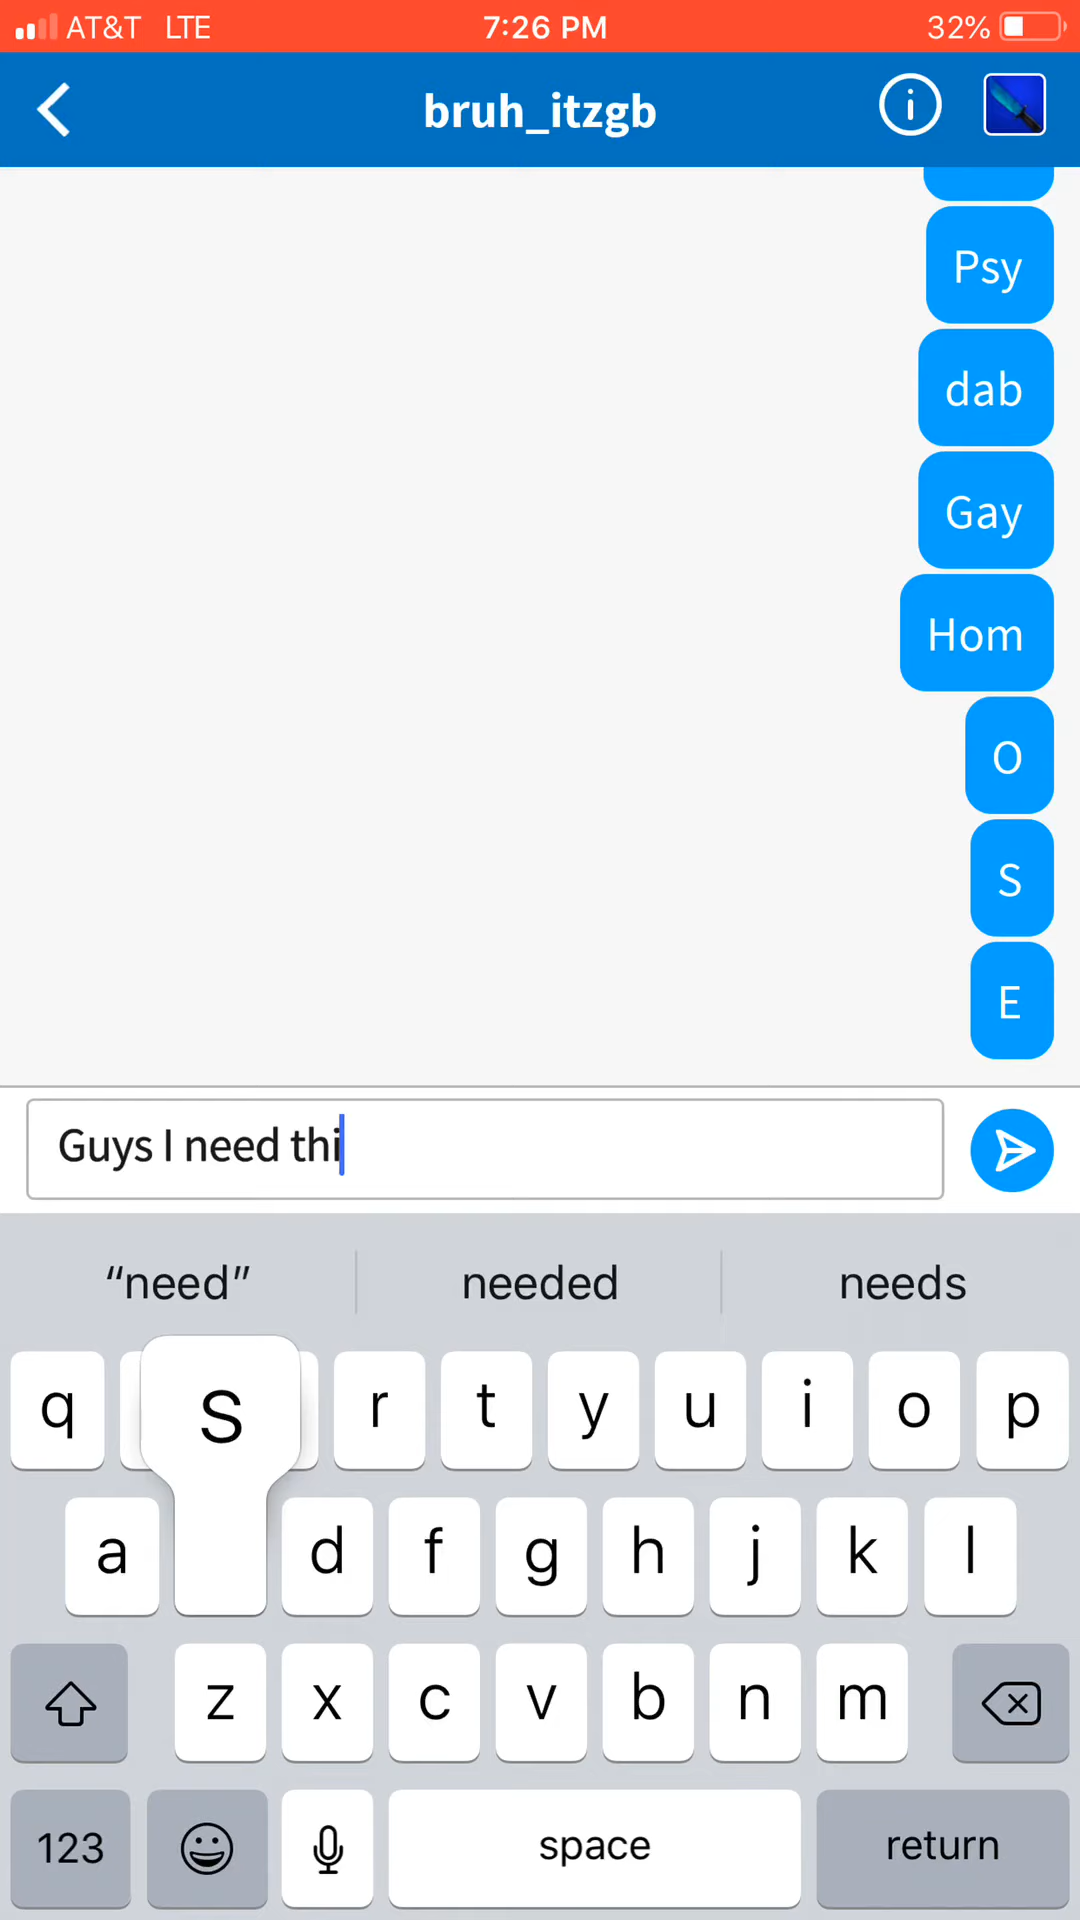 AT&T LTE 7:26 PM 32%
bruh_itzgb
Psy
dab
Gay
Hom
O
S
E
Guys I need thi
“need” needed needs
q s r t y u i o p
a d f g h j k l
z x c v b n m
123 space return